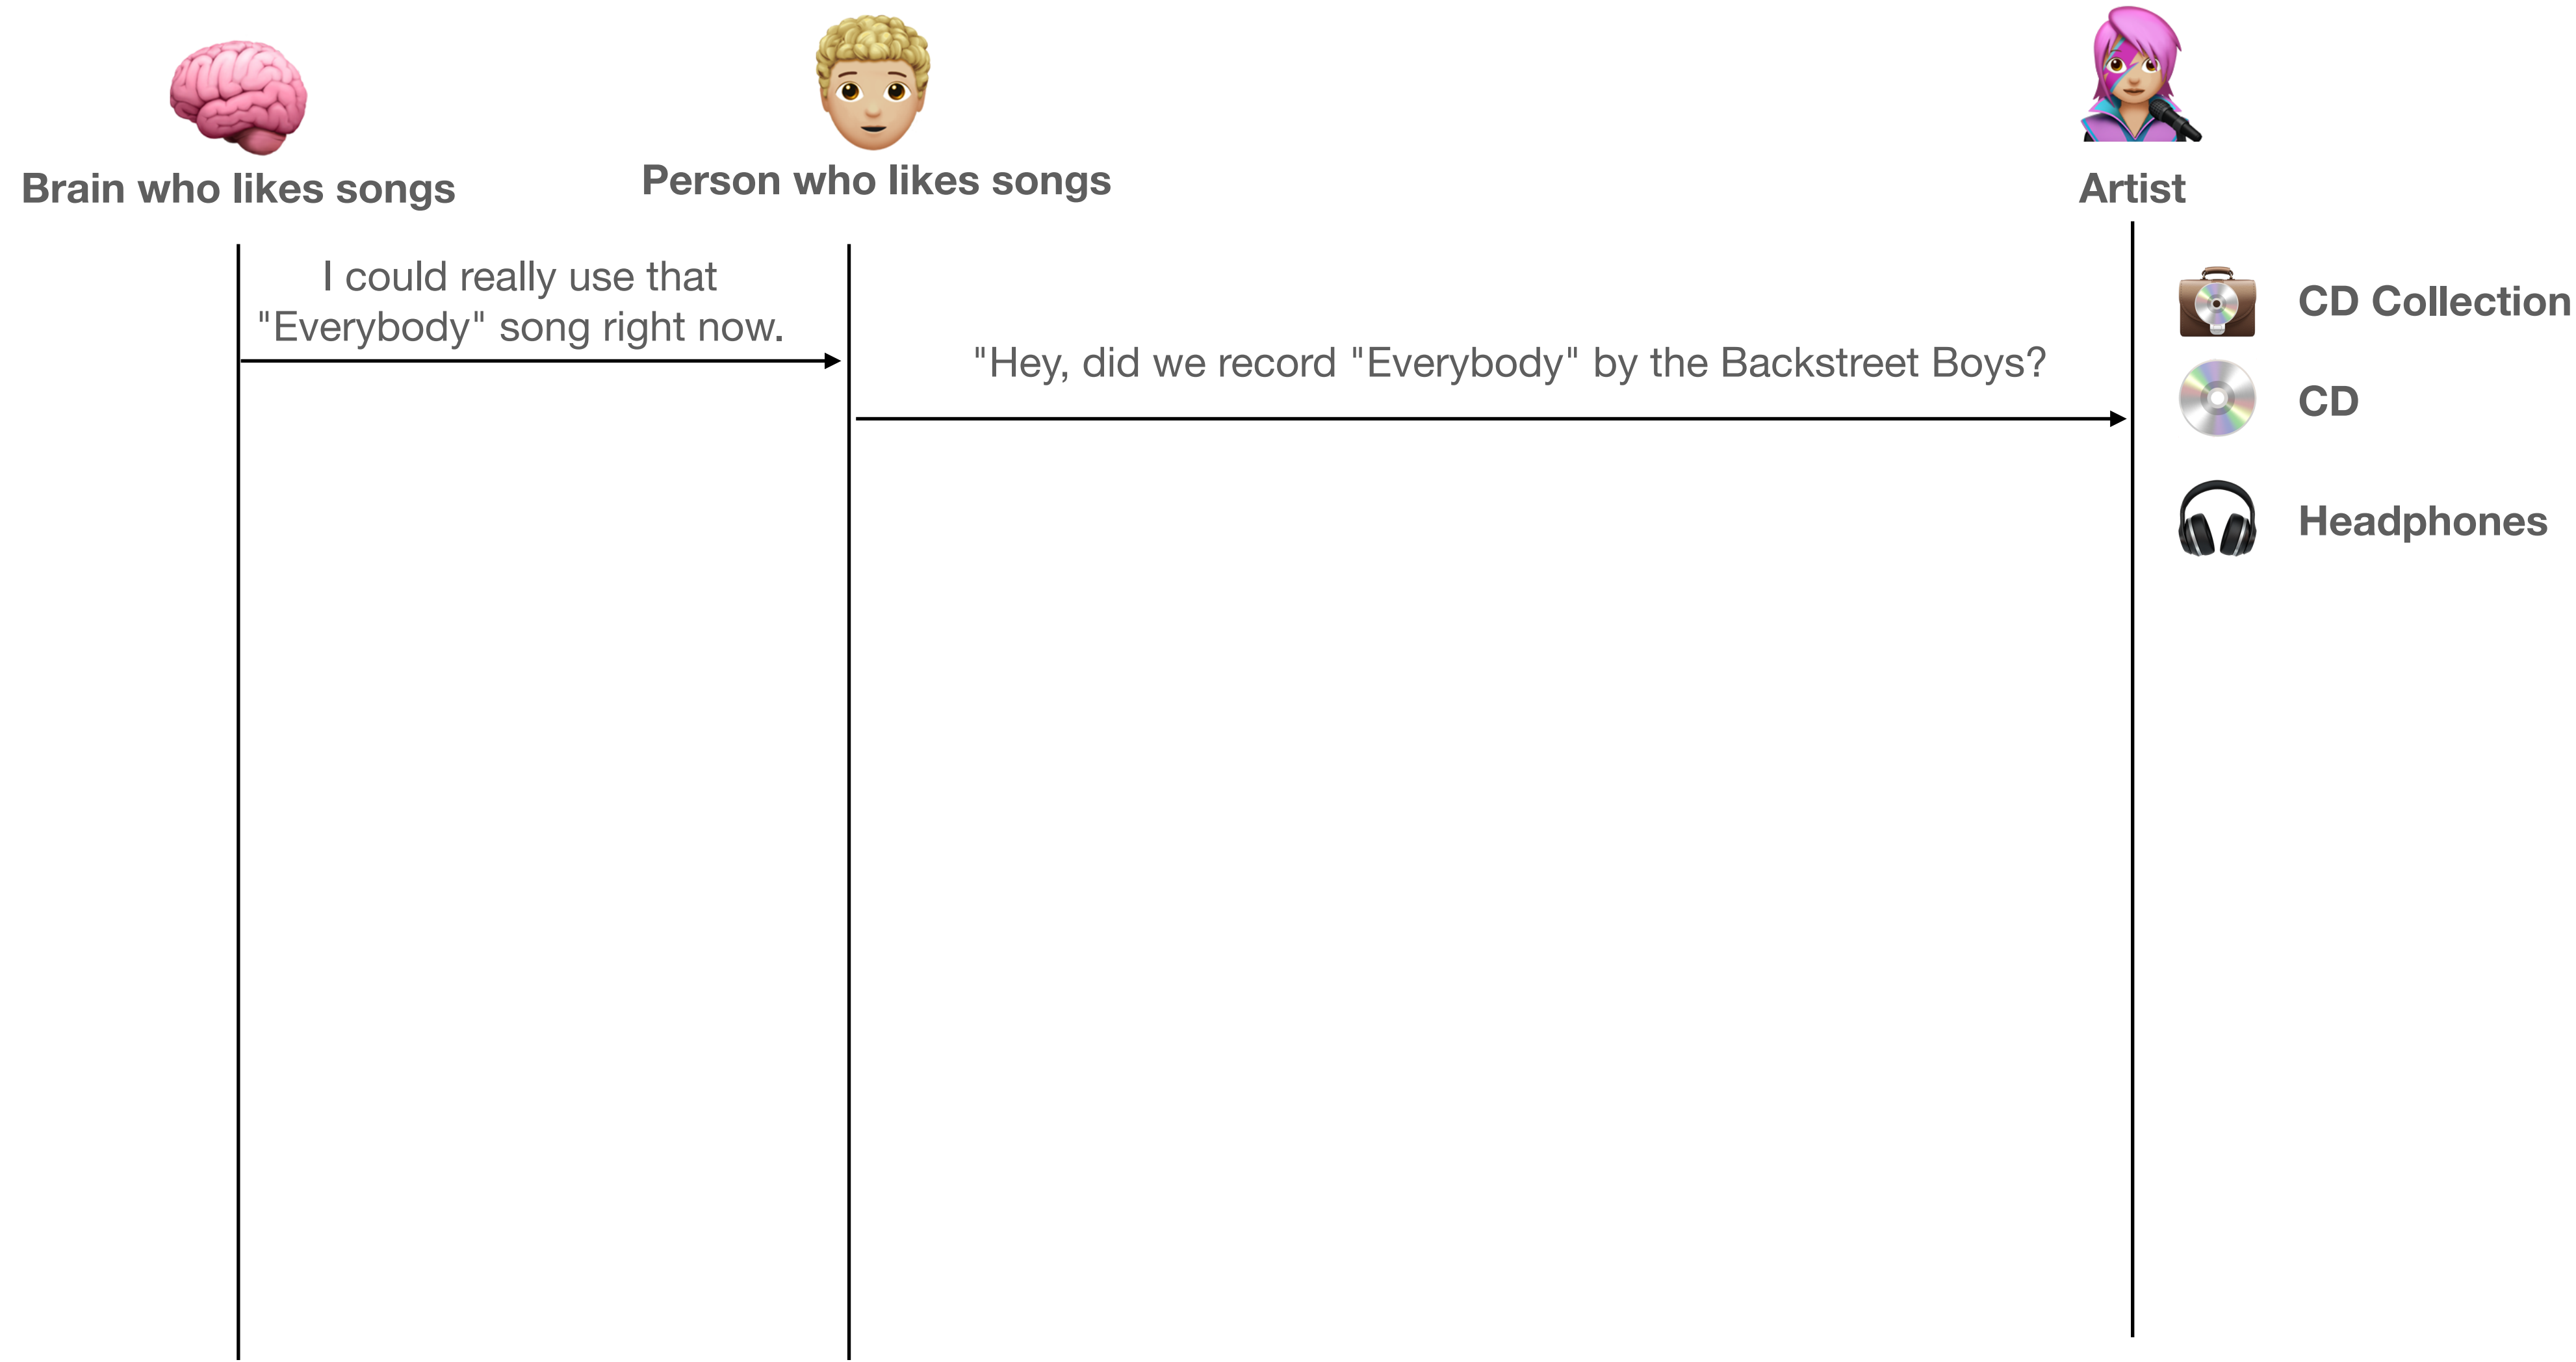 Brain who likes songs
Person who likes songs
Artist
I could really use that
"Everybody" song right now.
"Hey, did we record "Everybody" by the Backstreet Boys?
CD Collection
CD
Headphones